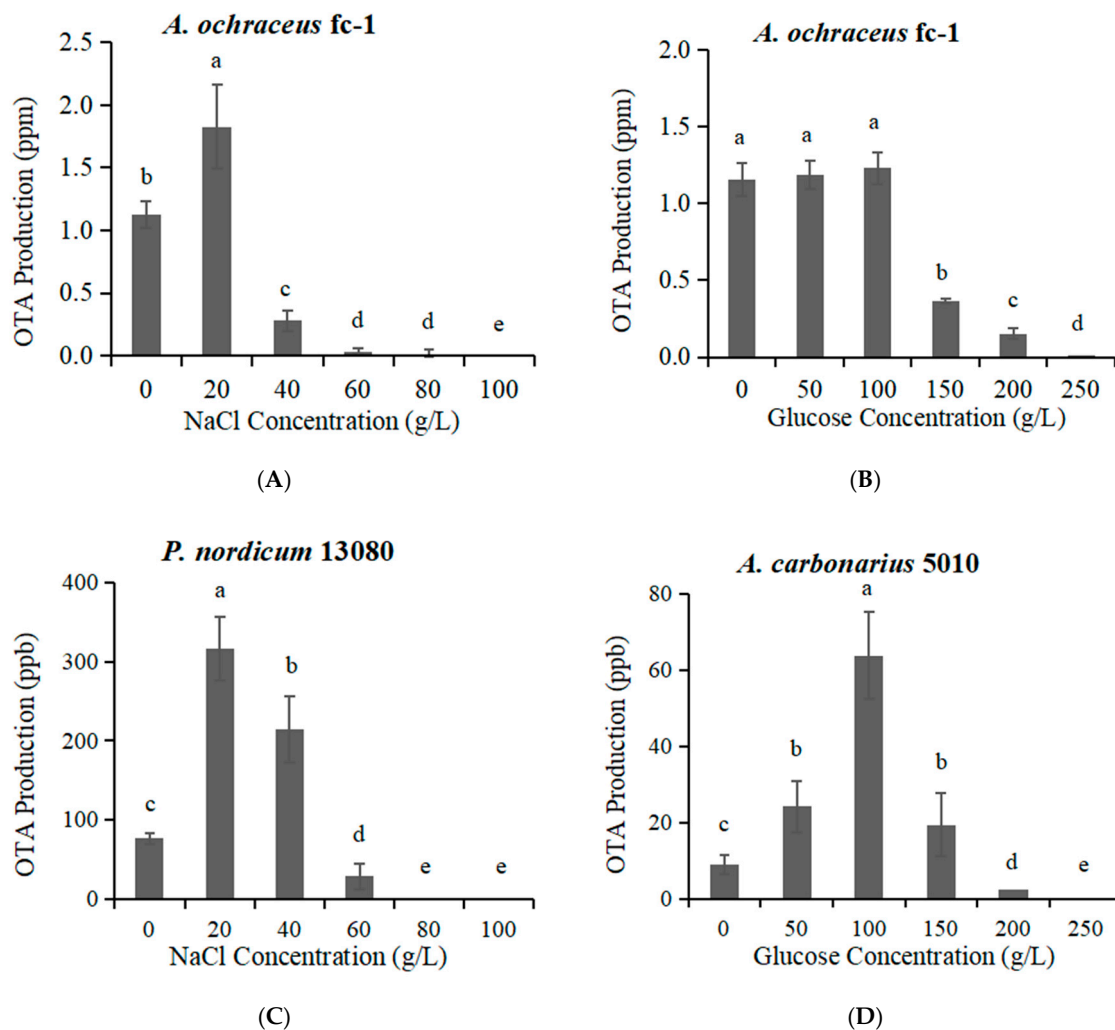 A. ochraceus fc-1
OTA Production (ppm)
2.5
2.0
1.5
1.0
0.5
0.0
b
a
c
d
d
e
0 20 40 60 80 100
NaCl Concentration (g/L)
(A)
A. ochraceus fc-1
OTA Production (ppm)
2.0
1.5
1.0
0.5
0.0
a
a
a
b
c
d
0 50 100 150 200 250
Glucose Concentration (g/L)
(B)
P. nordicum 13080
OTA Production (ppb)
400
300
200
100
0
c
a
b
d
e
e
0 20 40 60 80 100
NaCl Concentration (g/L)
(C)
A. carbonarius 5010
OTA Production (ppb)
80
60
40
20
0
c
b
a
b
d
e
0 50 100 150 200 250
Glucose Concentration (g/L)
(D)